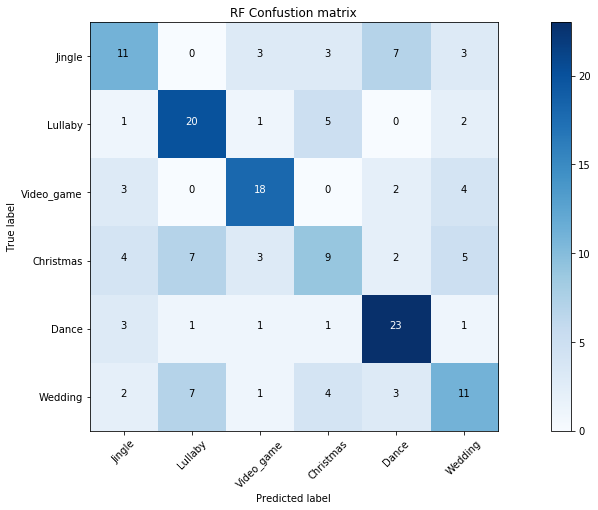 RF Confustion matrix
Jingle 11 0 3 3 7 3
Lullaby 1 20 1 5 0 2
Video_game 3 0 18 0 2 4
Christmas 4 7 3 9 2 5
Dance 3 1 1 1 23 1
Wedding 2 7 1 4 3 11
True label
Jingle Lullaby Video_game Christmas Dance Wedding
Predicted label
20
15
10
5
0